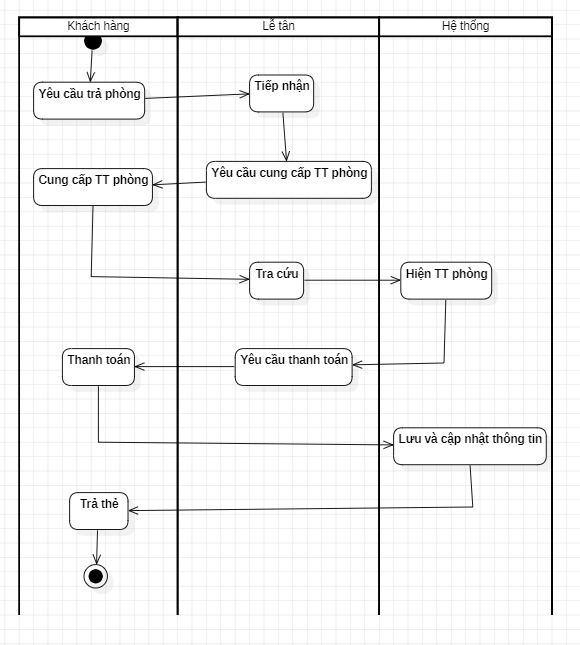 Khách hàng
Lễ tân
Hệ thống
Yêu cầu trả phòng
Tiếp nhận
Yêu cầu cung cấp TT phòng
Cung cấp TT phòng
Tra cứu
Hiện TT phòng
Yêu cầu thanh toán
Thanh toán
Lưu và cập nhật thông tin
Trả thẻ